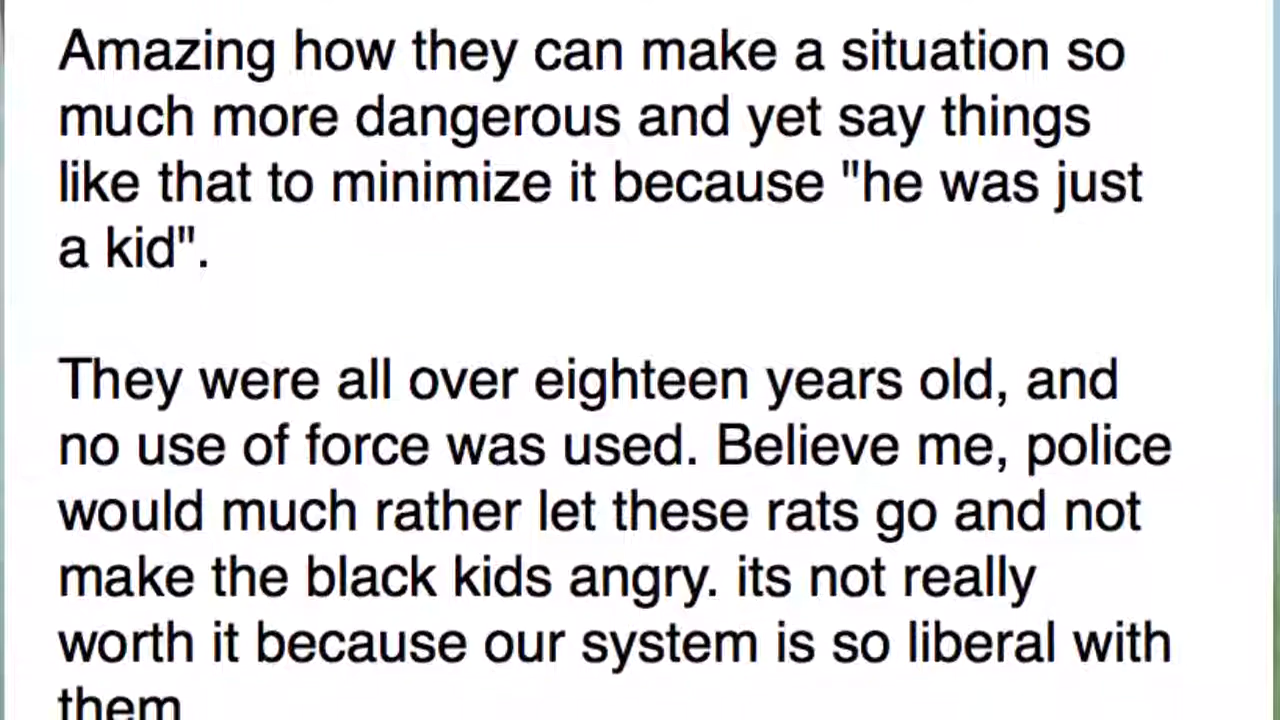 Amazing how they can make a situation so
much more dangerous and yet say things
like that to minimize it because "he was just
a kid".
They were all over eighteen years old, and
no use of force was used. Believe me, police
would much rather let these rats go and not
make the black kids angry. its not really
worth it because our system is so liberal with
them